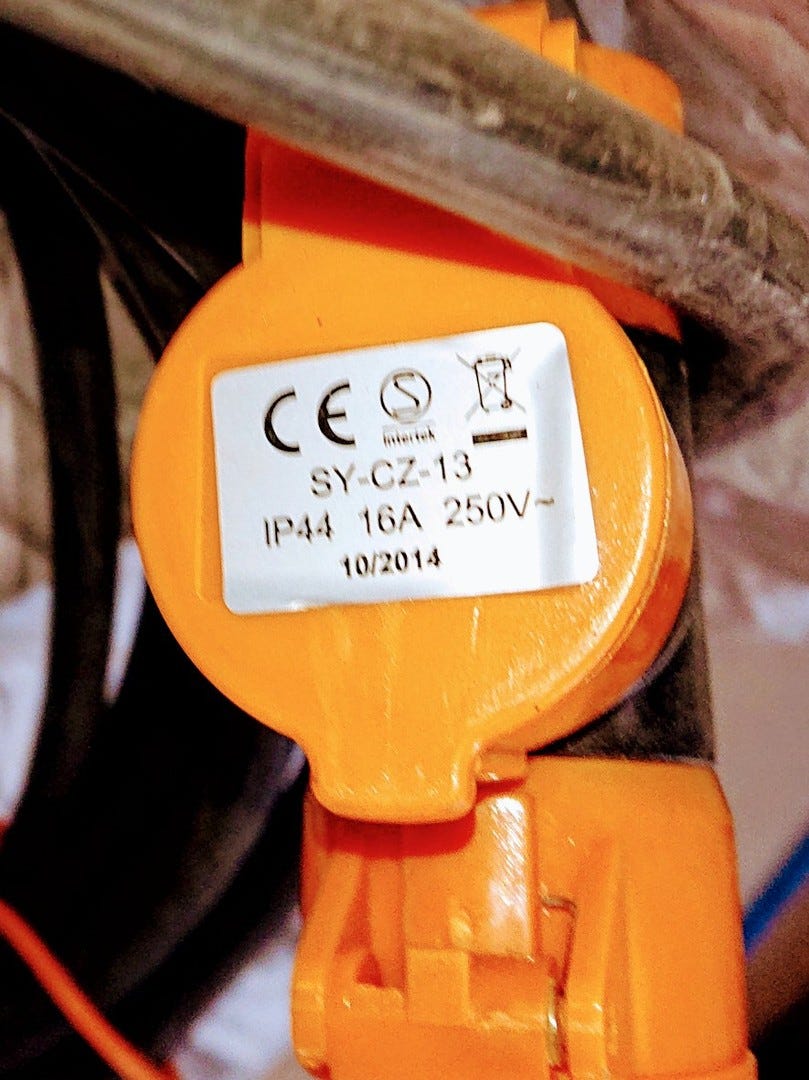 CE S
Intertek
SY-CZ-13
IP44 16A 250V~
10/2014